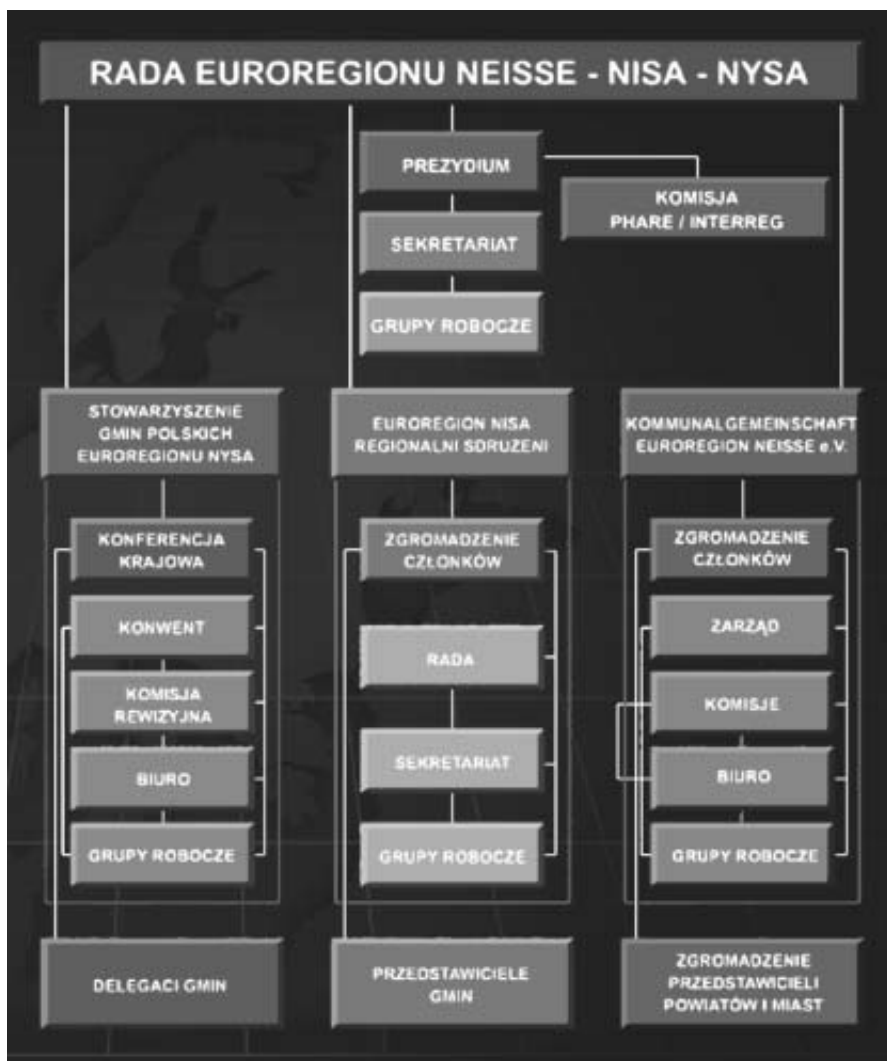 RADA EUROREGIONU NEISSE - NISA - NYSA
PREZYDIUM
KOMISJA
PHARE / INTERREG
SEKRETARIAT
GRUPY ROBOCZE
STOWARZYSZENIE
GMIN POLSKICH
EUROREGIONU NYSA
KONFERENCJA
KRAJOWA
KONWENT
KOMISJA
REWIZYJNA
BIURO
GRUPY ROBOCZE
DELEGACI GMIN
EUROREGION NISA
REGIONALNI SDRUŻENI
ZGROMADZENIE
CZŁONKÓW
RADA
SEKRETARIAT
GRUPY ROBOCZE
PRZEDSTAWICIELE
GMIN
KOMMUNALGEMEINSCHAFT
EUROREGION NEISSE e.V.
ZGROMADZENIE
CZŁONKÓW
ZARZĄD
KOMISJE
BIURO
GRUPY ROBOCZE
ZGROMADZENIE
PRZEDSTAWICIELI
POWIATÓW I MIAST